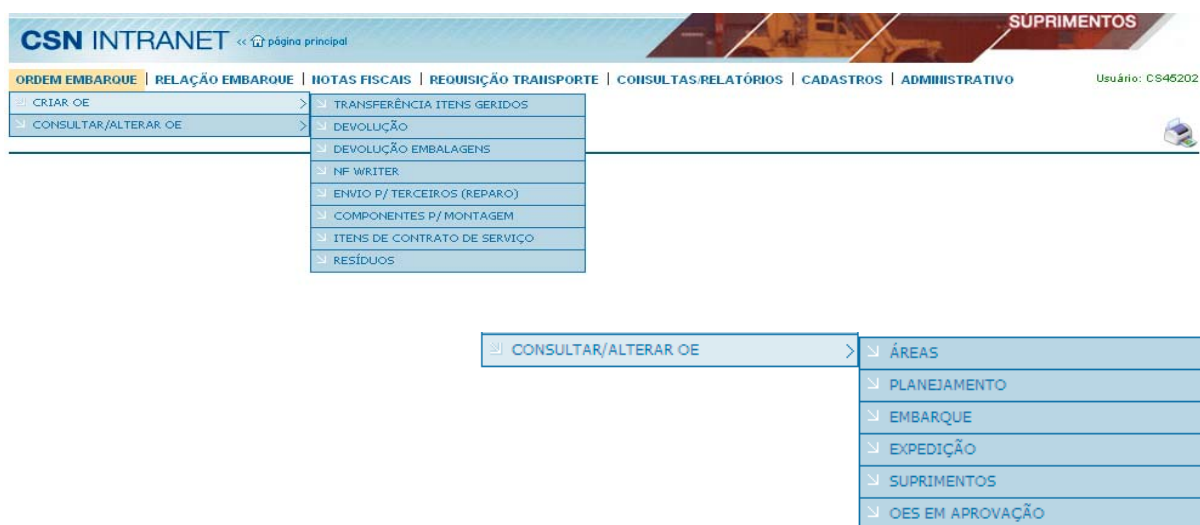 SUPRIMENTOS
CSN INTRANET << página principal
ORDEM EMBARQUE | RELAÇÃO EMBARQUE | NOTAS FISCAIS | REQUISIÇÃO TRANSPORTE | CONSULTAS/RELATÓRIOS | CADASTROS | ADMINISTRATIVO Usuário: CS45202
CRIAR OE >
CONSULTAR/ALTERAR OE >
TRANSFERÊNCIA ITENS GERIDOS
DEVOLUÇÃO
DEVOLUÇÃO EMBALAGENS
NF WRITER
ENVIO P/ TERCEIROS (REPARO)
COMPONENTES P/ MONTAGEM
ITENS DE CONTRATO DE SERVIÇO
RESÍDUOS
CONSULTAR/ALTERAR OE >
ÁREAS
PLANEJAMENTO
EMBARQUE
EXPEDIÇÃO
SUPRIMENTOS
OES EM APROVAÇÃO